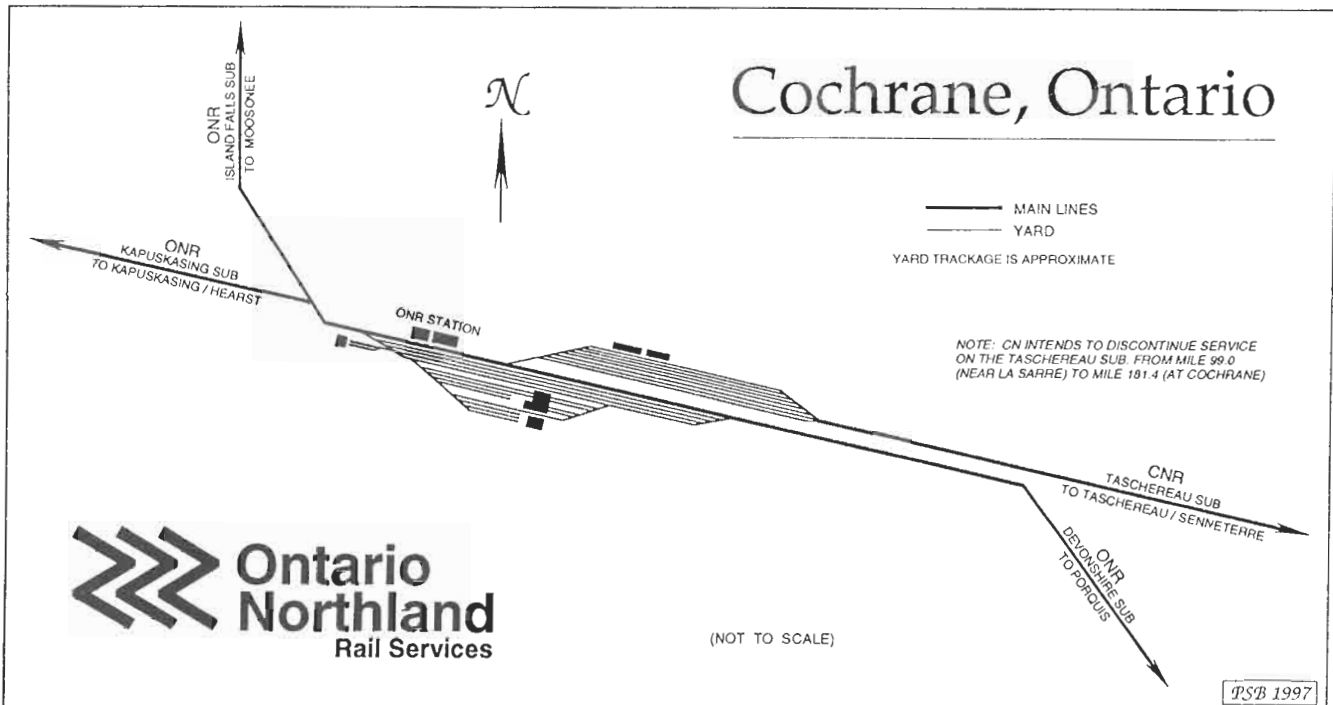 Cochrane, Ontario
N
ONR
ISLAND FALLS SUB
TO MOOSONEE
MAIN LINES
YARD
YARD TRACKAGE IS APPROXIMATE
ONR
KAPUSKASING SUB
TO KAPUSKASING / HEARST
ONR STATION
NOTE: CN INTENDS TO DISCONTINUE SERVICE
ON THE TASCHEREAU SUB. FROM MILE 99.0
(NEAR LA SARRE) TO MILE 181.4 (AT COCHRANE)
CNR
TASCHEREAU SUB
TO TASCHEREAU / SENNETERRE
ONR
DEVONSHIRE SUB
TO PORQUIS
Ontario
Northland
Rail Services
(NOT TO SCALE)
PSB 1997